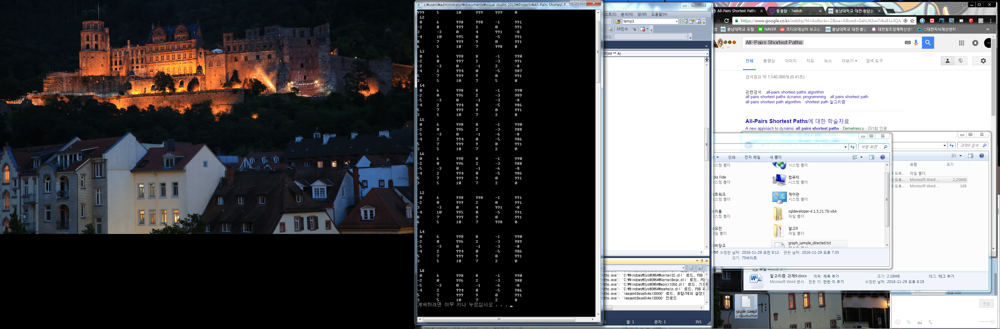 c:₩users₩administrator₩documents₩visual studio 2010₩Projects₩All-Pairs Shortest P...
999 5 10 999 999 0
L2
0 6 998 998 -1 991
-2 0 999 2 0 991
3 -3 0 4 991 -8
-4 10 995 0 -5 991
8 7 999 9 0 991
6 5 10 7 998 0
L3
0 6 998 8 -1 990
-2 0 997 2 -3 991
-2 -3 0 -1 2 -8
-4 2 994 0 -5 987
5 7 999 9 0 991
3 5 10 7 5 0
L4
0 6 998 8 -1 990
-2 0 996 2 -3 989
-5 -3 0 -1 -3 -8
-4 2 994 0 -5 986
5 7 999 9 0 991
3 5 10 7 2 0
L5
0 6 998 8 -1 990
-2 0 996 2 -3 988
-5 -3 0 -1 -6 -8
-4 2 994 0 -5 986
5 7 999 9 0 991
3 5 10 7 2 0
L6
0 6 998 8 -1 990
-2 0 996 2 -3 988
-5 -3 0 -1 -6 -8
-4 2 994 0 -5 986
5 7 999 9 0 991
3 5 10 7 2 0
L2
0 6 998 998 -1 991
-2 0 999 2 0 991
3 -3 0 4 991 -8
-4 10 995 0 -5 991
8 7 999 9 0 991
6 5 10 7 998 0
L4
0 6 998 8 -1 990
-2 0 996 2 -3 989
-5 -3 0 -1 -3 -8
-4 2 994 0 -5 986
5 7 999 9 0 991
3 5 10 7 2 0
L8
0 6 998 8 -1 990
-2 0 996 2 -3 988
-5 -3 0 -1 -6 -8
-4 2 994 0 -5 986
5 7 999 9 0 991
3 5 10 7 2 0
계속하려면 아무 키나 누르십시오 . . .
스트(S) 분석(N) 창(W) 도움말(H)
temp3
16진수
레임:
P(int ** A)
ths.exe': 'C:₩Windows₩SysWOW64₩kernel32.dll' 로드, PDB
ths.exe': 'C:₩Windows₩SysWOW64₩KernelBase.dll' 로드, PD
ths.exe': 'C:₩Windows₩SysWOW64₩msvcr100d.dll' 로드, 기호
ths.exe': 'C:₩Windows₩SysWOW64₩apphelp.dll' 로드, PDB
ths.exe': 'ImageAtBase0x4a130000' 로드, 포함/제외 설정으
ths.exe': 'ImageAtBase0x4a130000' 언로드
1 열: 1 문자: 1 INS
All-Pairs Shortest Paths 풍월량 - Twitch 충남대학교 대전·충남권
https://www.google.co.kr/webhp?hl=ko&ictx=2&sa=X&ved=0ahUKEwiTi4u81s3QA
앱 충남대학교 포털 NAVER 조디모데님이 보고싶 충남대학교 대전·충남 대전창조경제혁신센터 ::::대전지식재산센터 »
All-Pairs Shortest Paths
전체 동영상 이미지 지도 뉴스 더보기 검색 도구
검색결과 약 1,540,000개 (0.41초)
관련검색: all-pairs shortest paths algorithm
all pairs shortest paths dynamic programming all pairs shortest path
all pairs shortest path algorithm shortest path 알고리즘
All-Pairs Shortest Paths에 대한 학술자료
A new approach to dynamic all pairs shortest paths - Demetrescu - 251회 인용
바탕 화면 ...
인쇄 전자 메일 새 폴더
시스템 폴더 시스템 폴더
ola Fide
시스템 폴더
컴퓨터
시스템 폴더
네트워크
시스템 폴더
제어판
시스템 폴더
휴지통
시스템 폴더
sqldeveloper-4.1.5.21.78-x64
파일 폴더
공모전
파일 폴더
알고9
파일 폴더
graph_sample_directed.txt
txt 수정한 날짜: 2016-11-29 오전 8:13 만든 날짜: 2016-11-29 오후 7:35
크기: 75바이트
과제9 검색
유형 크기
9 오후... 파일 폴더
9 오후... Microsoft Word ... 2,236KB
9 오후... Microsoft Word ... 1KB
알고리즘 과제9.docx 제목: 제목 추가 크기: 2.18MB 태그: 태그 추가
Microsoft Word 문서 만든 이: 만든 이 추가 수정한 날짜: 2016-11-29 오후 8:19
graph_sampl
e_directed.txt
전송